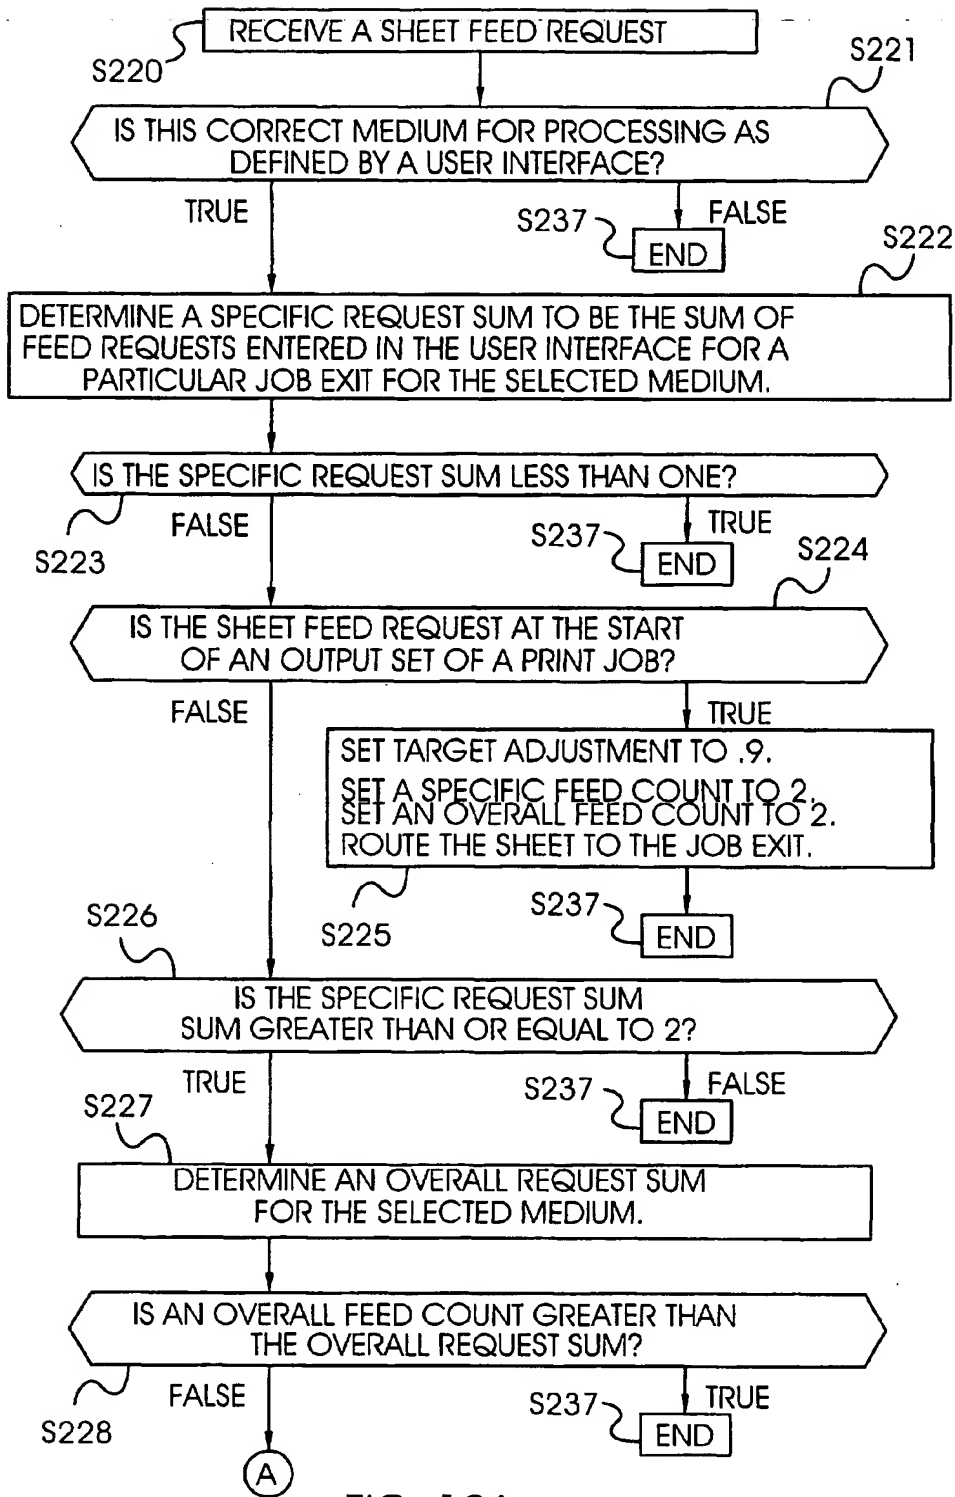 RECEIVE A SHEET FEED REQUEST
S220
S221
IS THIS CORRECT MEDIUM FOR PROCESSING AS
DEFINED BY A USER INTERFACE?
TRUE
FALSE
S237
END
S222
DETERMINE A SPECIFIC REQUEST SUM TO BE THE SUM OF
FEED REQUESTS ENTERED IN THE USER INTERFACE FOR A
PARTICULAR JOB EXIT FOR THE SELECTED MEDIUM.
IS THE SPECIFIC REQUEST SUM LESS THAN ONE?
S223
FALSE
TRUE
S237
END
S224
IS THE SHEET FEED REQUEST AT THE START
OF AN OUTPUT SET OF A PRINT JOB?
FALSE
TRUE
SET TARGET ADJUSTMENT TO .9.
SET A SPECIFIC FEED COUNT TO 2.
SET AN OVERALL FEED COUNT TO 2.
ROUTE THE SHEET TO THE JOB EXIT.
S225
S237
END
S226
IS THE SPECIFIC REQUEST SUM
SUM GREATER THAN OR EQUAL TO 2?
TRUE
FALSE
S237
END
S227
DETERMINE AN OVERALL REQUEST SUM
FOR THE SELECTED MEDIUM.
IS AN OVERALL FEED COUNT GREATER THAN
THE OVERALL REQUEST SUM?
S228
FALSE
TRUE
S237
END
A